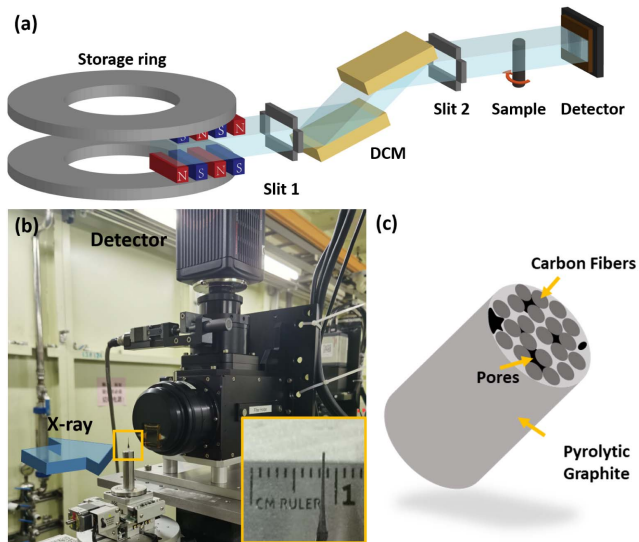 (a)
Storage ring
S N S N
N S N S
Slit 1
DCM
Slit 2
Sample
Detector
(b)
Detector
X-ray
CM RULER
1
(c)
Carbon Fibers
Pores
Pyrolytic
Graphite